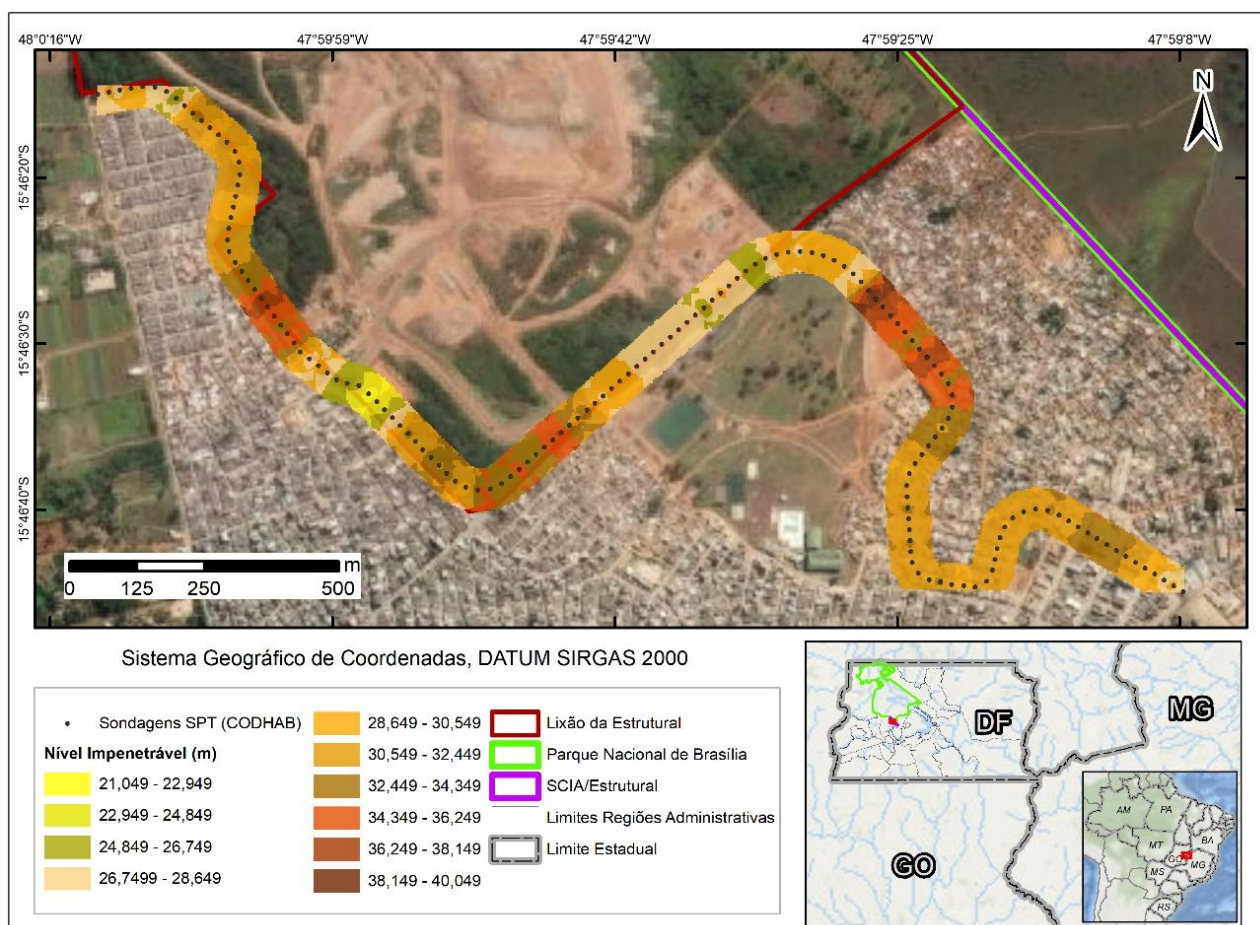 48°0'16"W 47°59'59"W 47°59'42"W 47°59'25"W 47°59'8"W
N
15°46'20"S
15°46'30"S
15°46'40"S
m
0 125 250 500
Sistema Geográfico de Coordenadas, DATUM SIRGAS 2000
Sondagens SPT (CODHAB)
Nível Impenetrável (m)
21,049 - 22,949
22,949 - 24,849
24,849 - 26,749
26,7499 - 28,649
28,649 - 30,549
30,549 - 32,449
32,449 - 34,349
34,349 - 36,249
36,249 - 38,149
38,149 - 40,049
Lixão da Estrutural
Parque Nacional de Brasília
SCIA/Estrutural
Limites Regiões Administrativas
Limite Estadual
DF
MG
GO
AM
PA
MT
BA
GO
MG
MS
RS